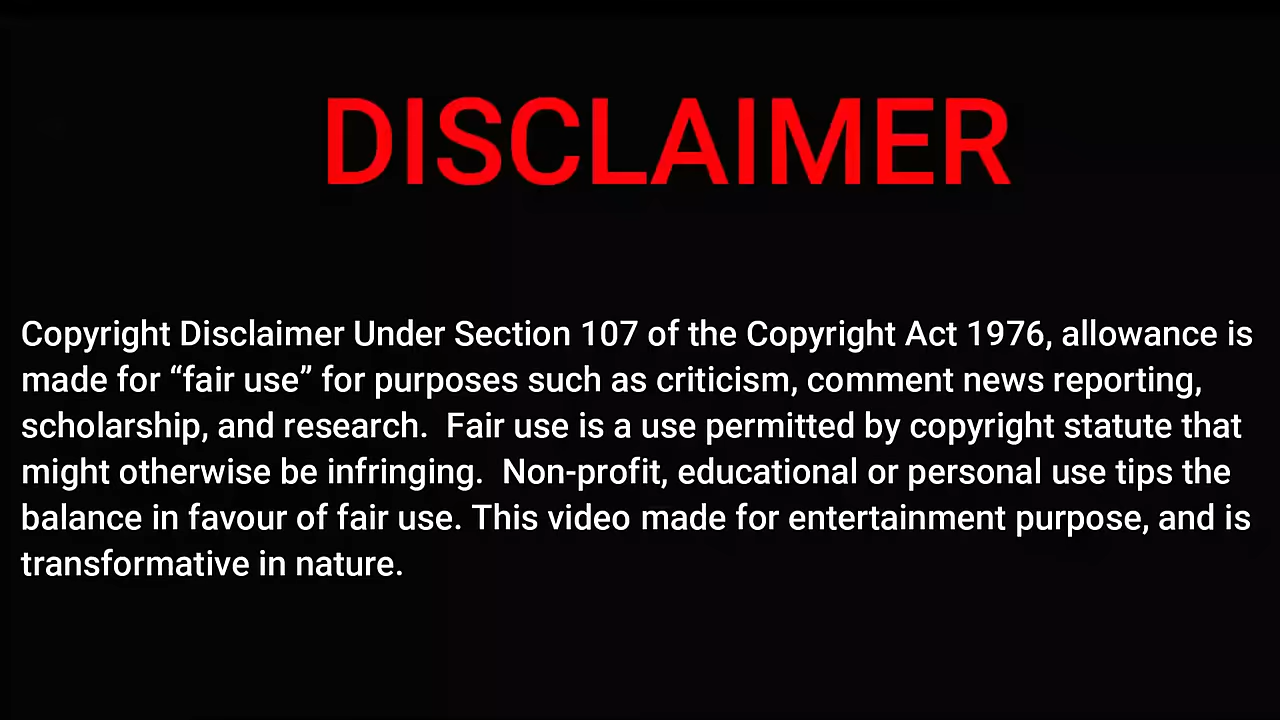 DISCLAIMER
Copyright Disclaimer Under Section 107 of the Copyright Act 1976, allowance is
made for “fair use” for purposes such as criticism, comment news reporting,
scholarship, and research.  Fair use is a use permitted by copyright statute that
might otherwise be infringing.  Non-profit, educational or personal use tips the
balance in favour of fair use. This video made for entertainment purpose, and is
transformative in nature.